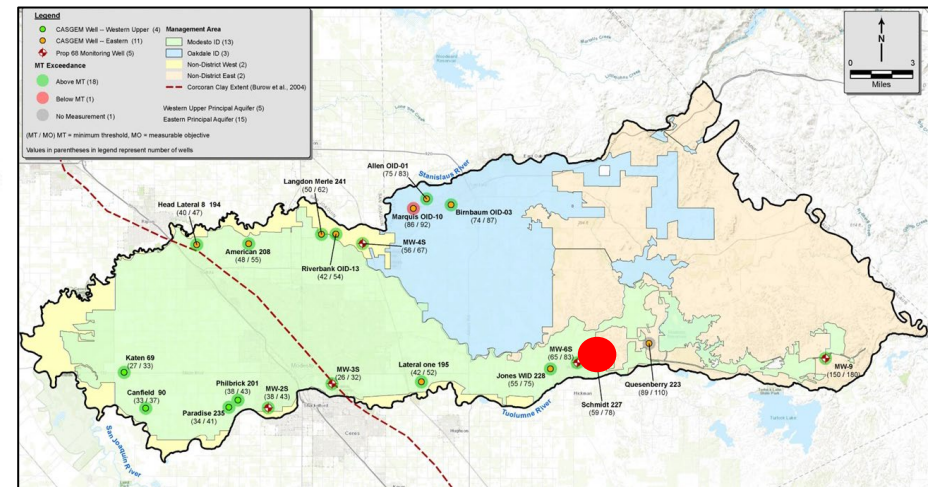 Legend
CASGEM Well -- Western Upper (4)
CASGEM Well -- Eastern (11)
Prop 68 Monitoring Well (5)
MT Exceedance
Above MT (18)
Below MT (1)
No Measurement (1)
Management Area
Modesto ID (13)
Oakdale ID (3)
Non-District West (2)
Non-District East (2)
Corcoran Clay Extent (Burow et al., 2004)
Western Upper Principal Aquifer (5)
Eastern Principal Aquifer (15)
(MT / MO) MT = minimum threshold, MO = measurable objective
Values in parentheses in legend represent number of wells
N
0 3
Miles
Allen OID-01
(75 / 83)
Stanislaus River
Langdon Merle 241
(50 / 62)
Marquis OID-10
(86 / 92)
Birnbaum OID-03
(74 / 87)
Head Lateral 8 194
(40 / 47)
American 208
(48 / 55)
Riverbank OID-13
(42 / 54)
MW-4S
(56 / 67)
Katen 69
(27 / 33)
Canfield 90
(33 / 37)
Philbrick 201
(38 / 43)
Paradise 235
(34 / 41)
MW-2S
(38 / 43)
MW-3S
(26 / 32)
Lateral one 195
(42 / 52)
MW-6S
(65 / 83)
Jones WID 228
(55 / 75)
Schmidt 227
(59 / 78)
Quesenberry 223
(89 / 110)
MW-9
(150 / 180)
Tuolumne River
San Joaquin River